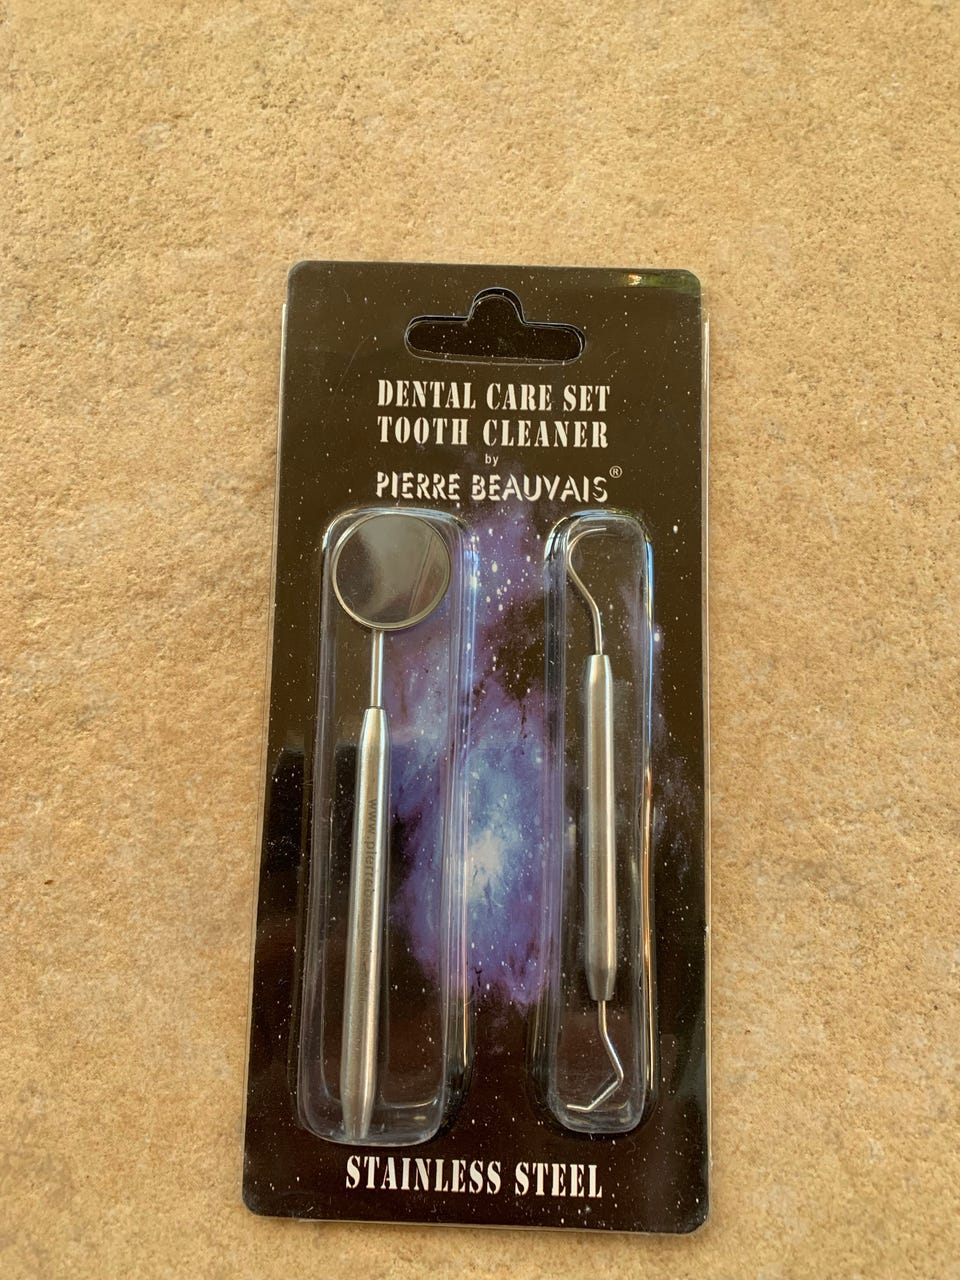 DENTAL CARE SET
TOOTH CLEANER
by
PIERRE BEAUVAIS®
STAINLESS STEEL